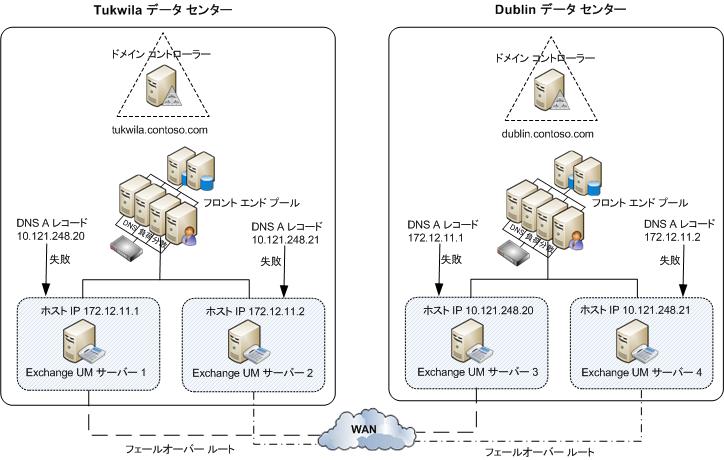 Tukwila データ センター
ドメイン コントローラー
tukwila.contoso.com
フロント エンド プール
DNS 負荷分散
DNS A レコード
10.121.248.20
失敗
DNS A レコード
10.121.248.21
失敗
ホスト IP 172.12.11.1
Exchange UM サーバー 1
ホスト IP 172.12.11.2
Exchange UM サーバー 2
Dublin データ センター
ドメイン コントローラー
dublin.contoso.com
フロント エンド プール
DNS 負荷分散
DNS A レコード
172.12.11.1
失敗
DNS A レコード
172.12.11.2
失敗
ホスト IP 10.121.248.20
Exchange UM サーバー 3
ホスト IP 10.121.248.21
Exchange UM サーバー 4
WAN
フェールオーバー ルート
フェールオーバー ルート